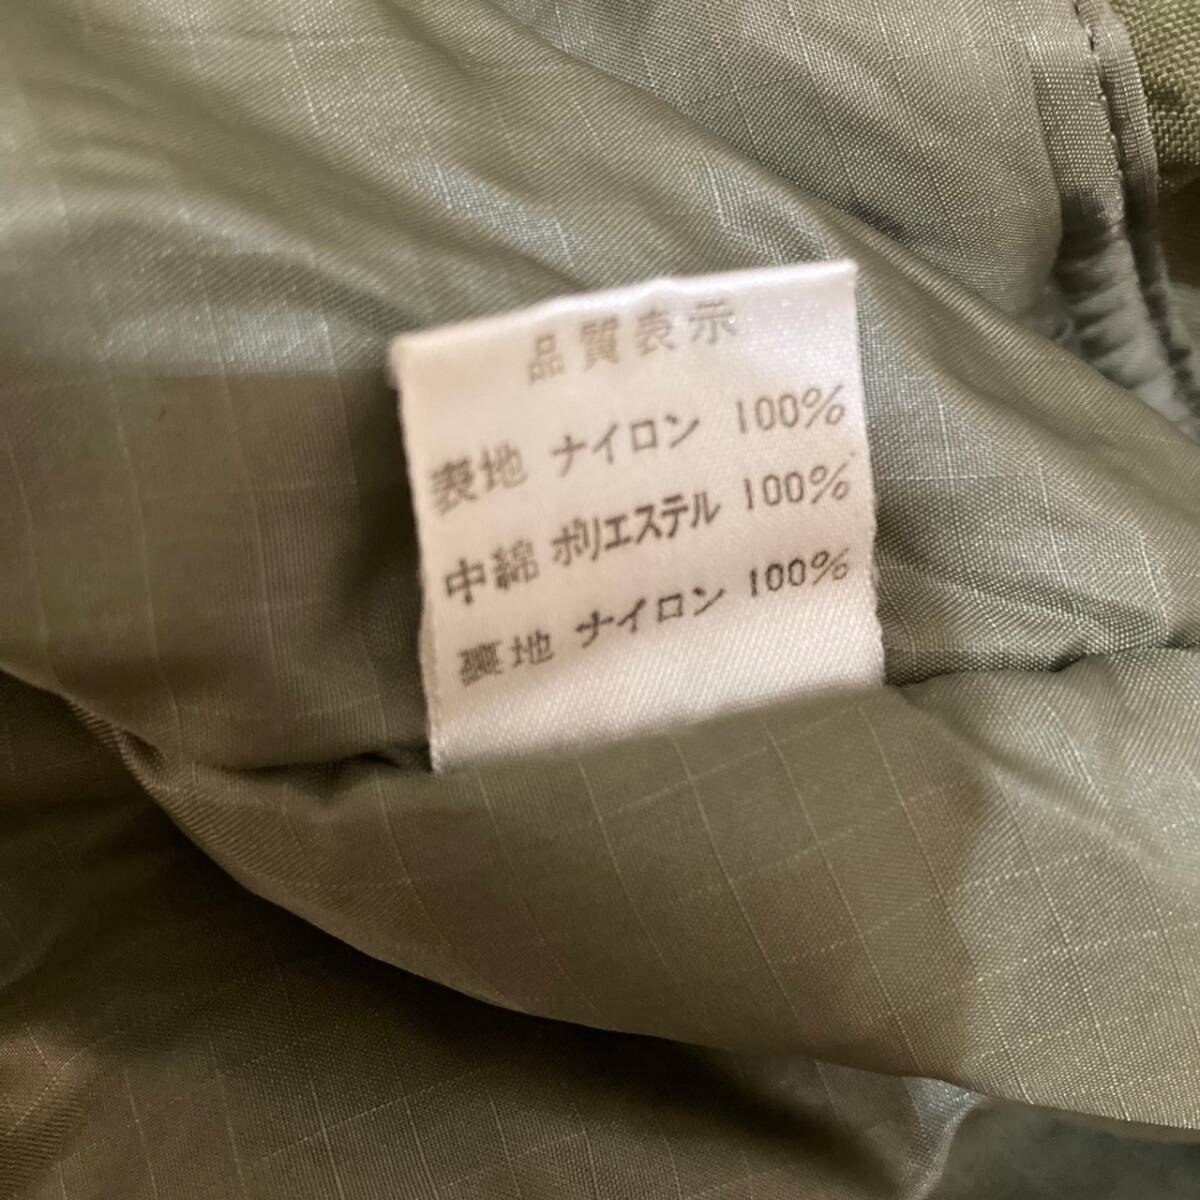 品質表示
表地 ナイロン 100%
中綿 ポリエステル 100%
裏地 ナイロン 100%